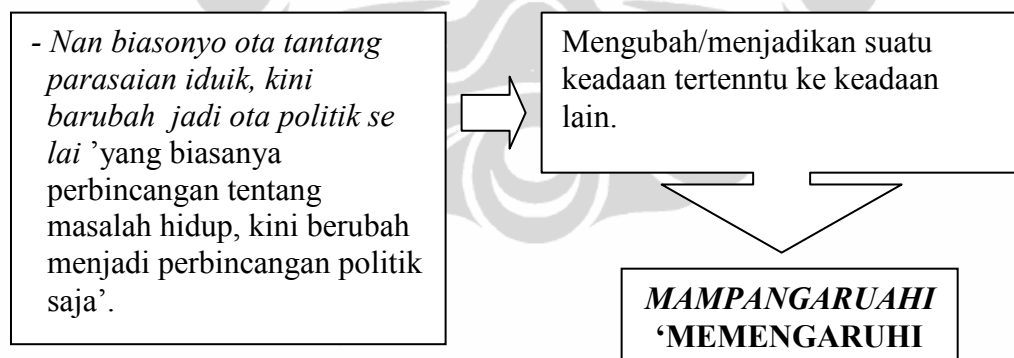 - Nan biasonyo ota tantang
parasaian iduik, kini
barubah jadi ota politik se
lai ’yang biasanya
perbincangan tentang
masalah hidup, kini berubah
menjadi perbincangan politik
saja’.
Mengubah/menjadikan suatu
keadaan tertenntu ke keadaan
lain.
MAMPANGARUAHI
‘MEMENGARUHI